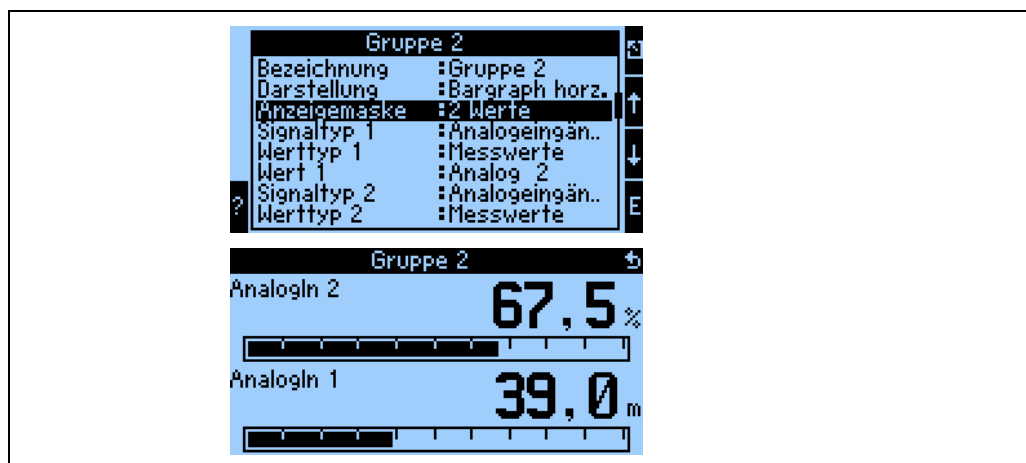 Gruppe 2
Bezeichnung :Gruppe 2
Darstellung :Bargraph horz.
Anzeigemaske :2 Werte
Signaltyp 1 :Analogeingän..
Werttyp 1 :Messwerte
Wert 1 :Analog 2
Signaltyp 2 :Analogeingän..
Werttyp 2 :Messwerte
?
E
Gruppe 2
AnalogIn 2
67,5 %
AnalogIn 1
39,0 m